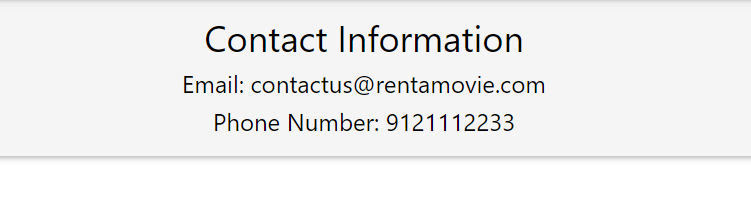 Contact Information
Email: contactus@rentamovie.com
Phone Number: 9121112233